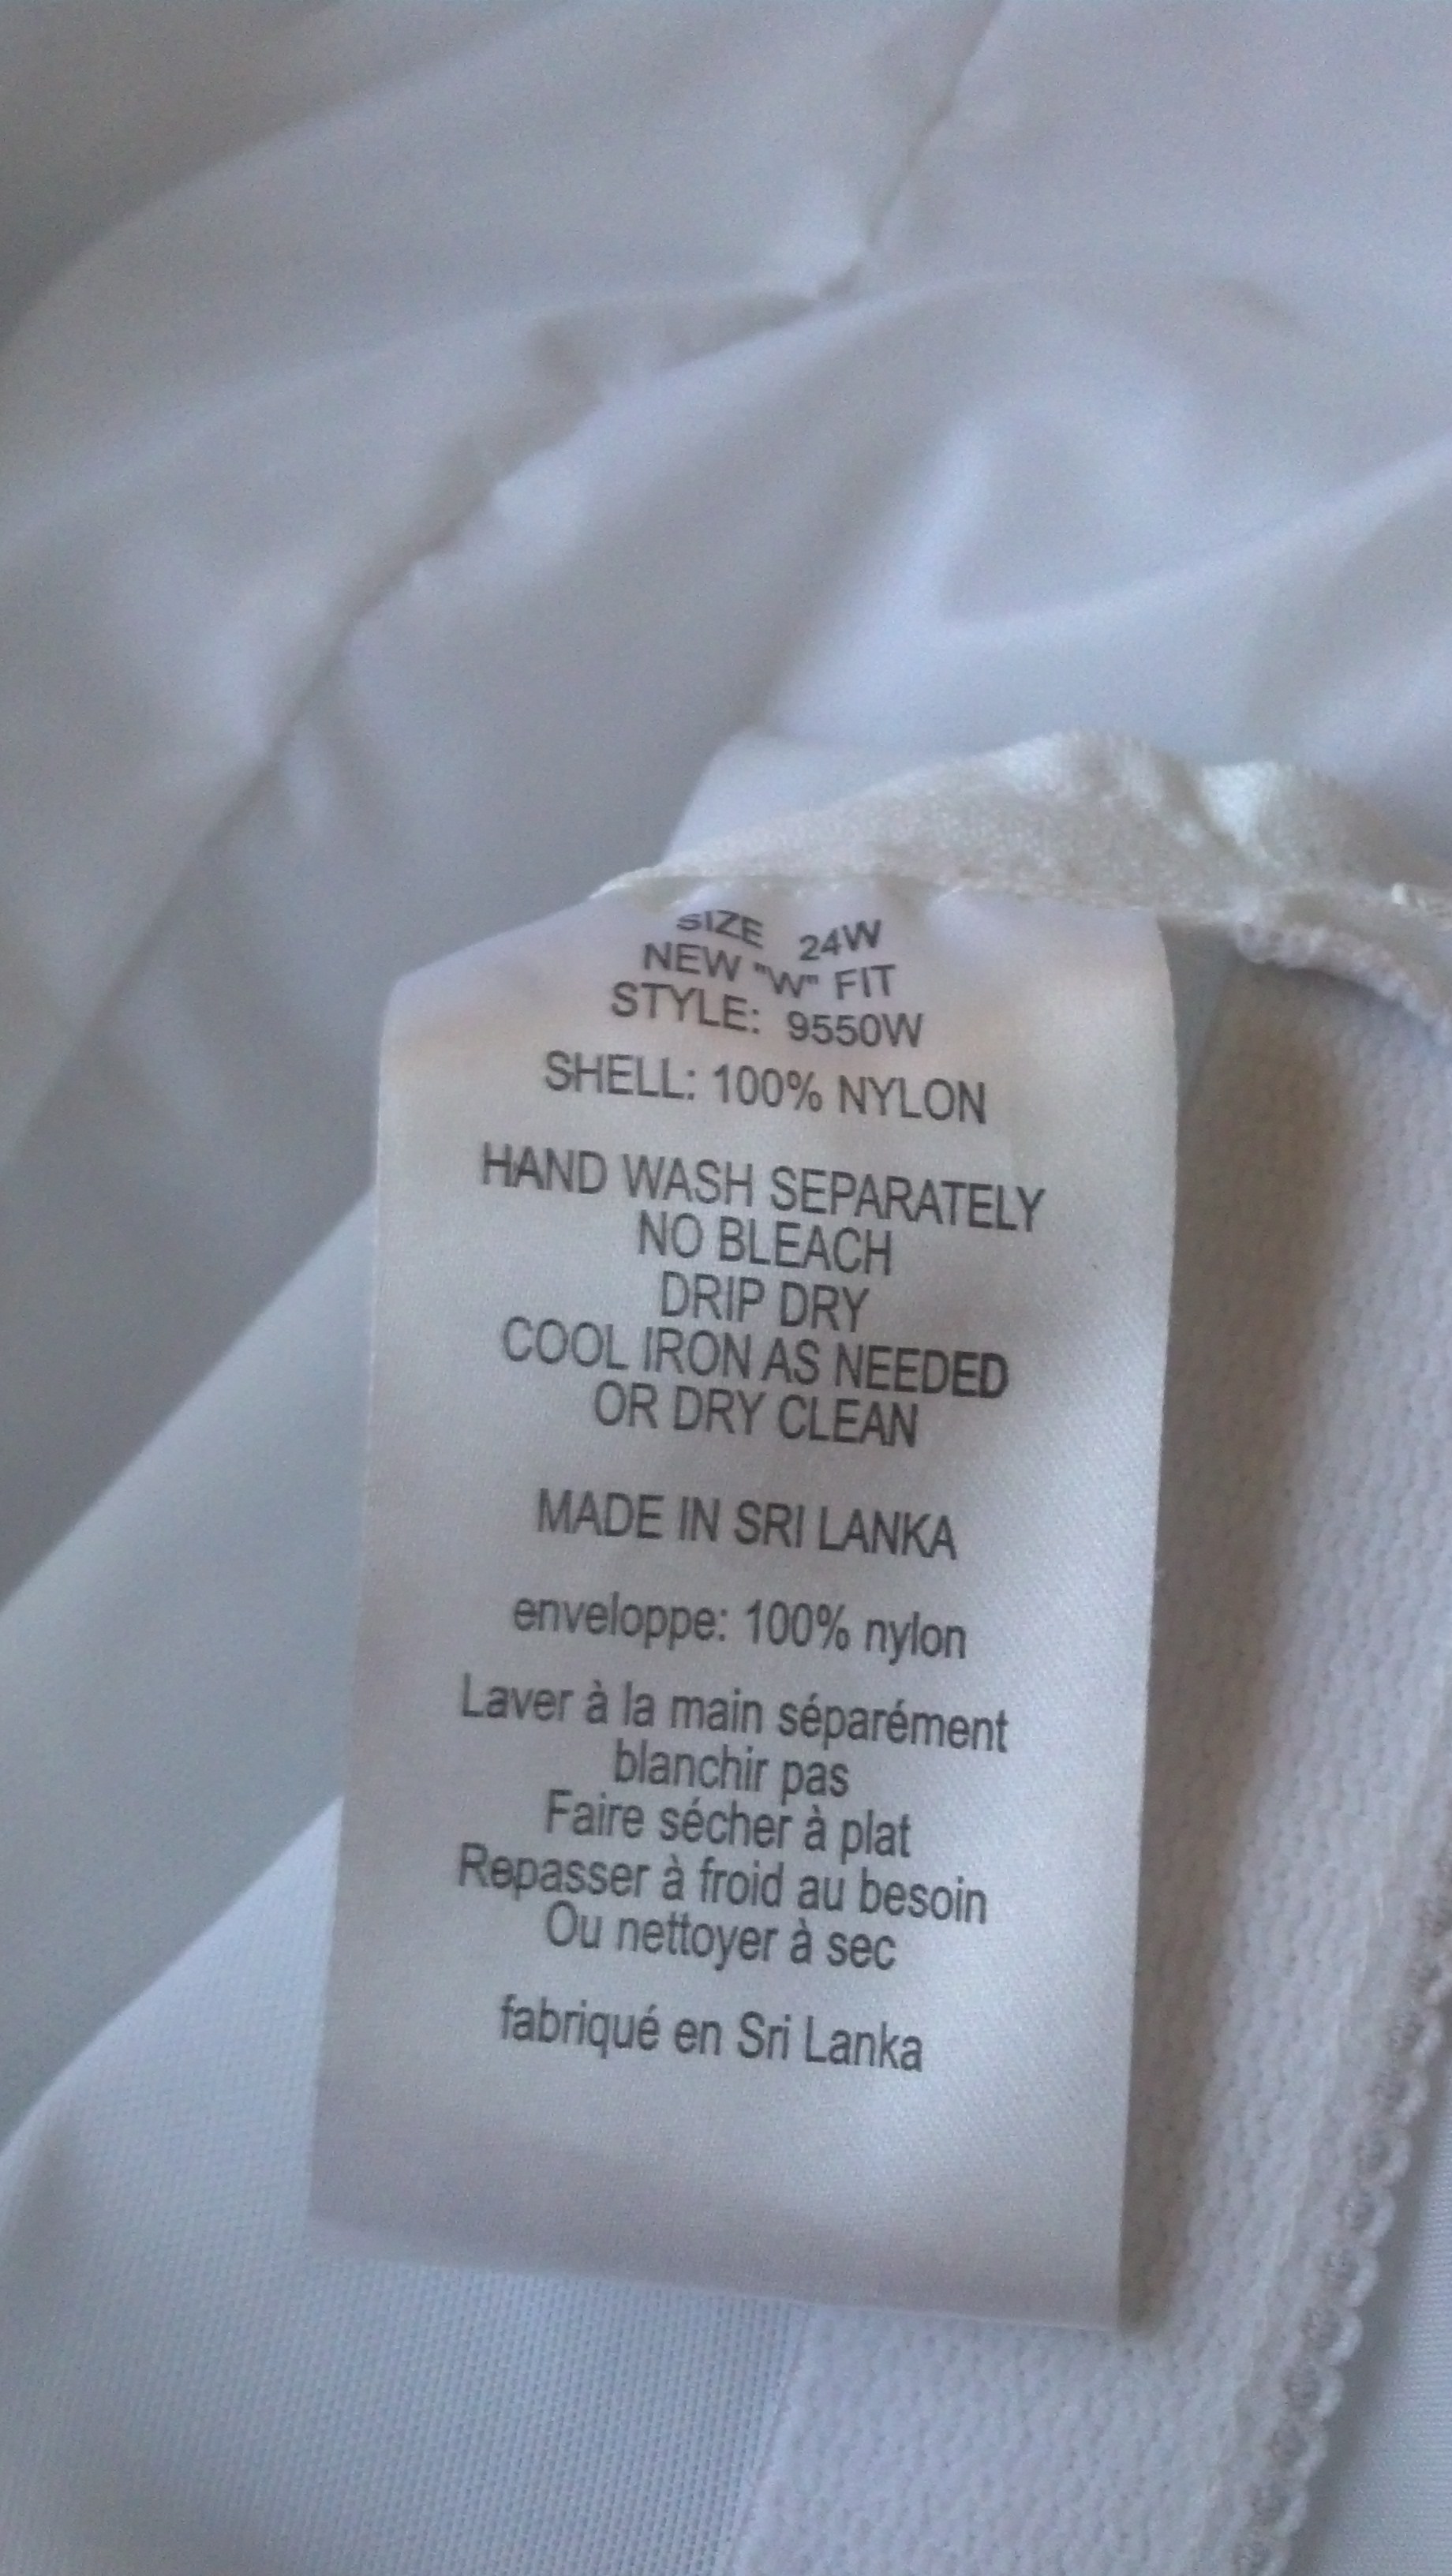 SIZE 24W
NEW "W" FIT
STYLE: 9550W
SHELL: 100% NYLON
HAND WASH SEPARATELY
NO BLEACH
DRIP DRY
COOL IRON AS NEEDED
OR DRY CLEAN
MADE IN SRI LANKA
enveloppe: 100% nylon
Laver à la main séparément
blanchir pas
Faire sécher à plat
Repasser à froid au besoin
Ou nettoyer à sec
fabriqué en Sri Lanka